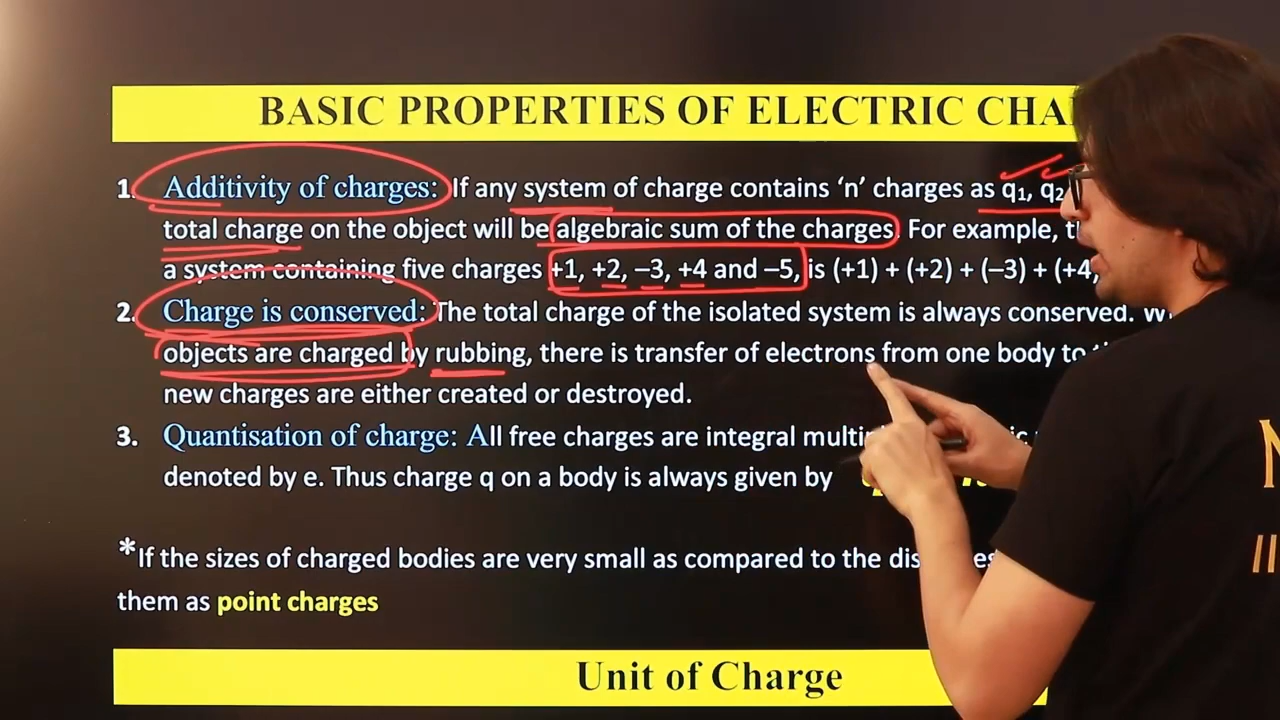 BASIC PROPERTIES OF ELECTRIC
1. Additivity of charges: If any system of charge contains ‘n’ charges as q₁, q₂
total charge on the object will be algebraic sum of the charges. For example,
a system containing five charges +1, +2, –3, +4 and –5, is (+1) + (+2) + (–3) + (+4)
2. Charge is conserved: The total charge of the isolated system is always conserved.
objects are charged by rubbing, there is transfer of electrons from one body to
new charges are either created or destroyed.
3. Quantisation of charge: All free charges are integral
denoted by e. Thus charge q on a body is always given by
*If the sizes of charged bodies are very small as compared to the
them as point charges
Unit of Charge